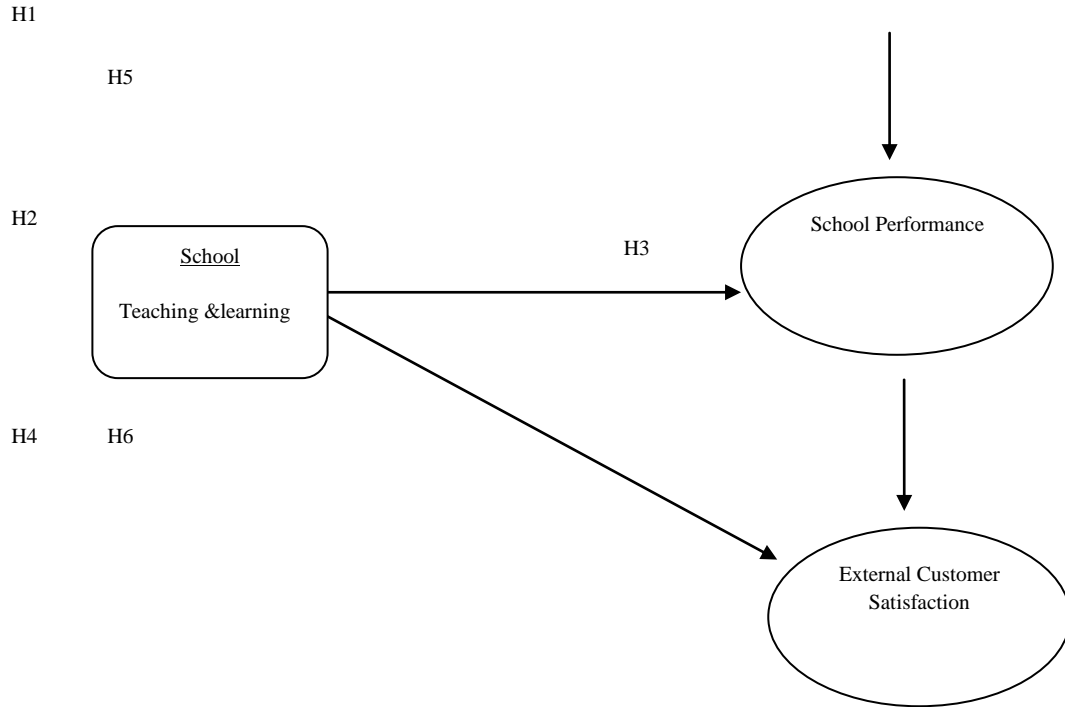 H1
H5
H2
School
Teaching &learning
H3
School Performance
H4
H6
External Customer
Satisfaction